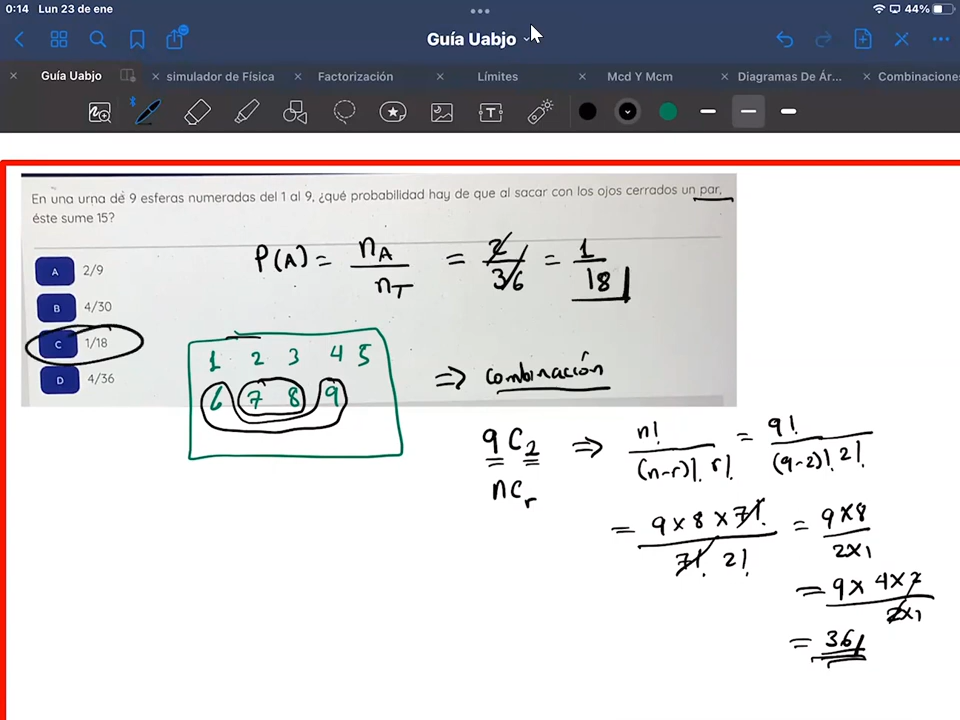 0:14 Lun 23 de ene 44%
Guía Uabjo
Guía Uabjo simulador de Física Factorización Límites Mcd Y Mcm Diagramas De Ár... Combinacione
En una urna de 9 esferas numeradas del 1 al 9, ¿qué probabilidad hay de que al sacar con los ojos cerrados un par,
éste sume 15?
P(A) = nA / nT = 2/36 = 1/18
A 2/9
B 4/30
C 1/18
D 4/36
1 2 3 4 5
6 7 8 9
⇒ combinación
9C2 ⇒ n! / (n-r)! r! = 9! / (9-2)! 2!
nCr
= 9 x 8 x 7! / 7! 2! = 9x8 / 2x1
= 9x 4x2 / 2x1
= 36